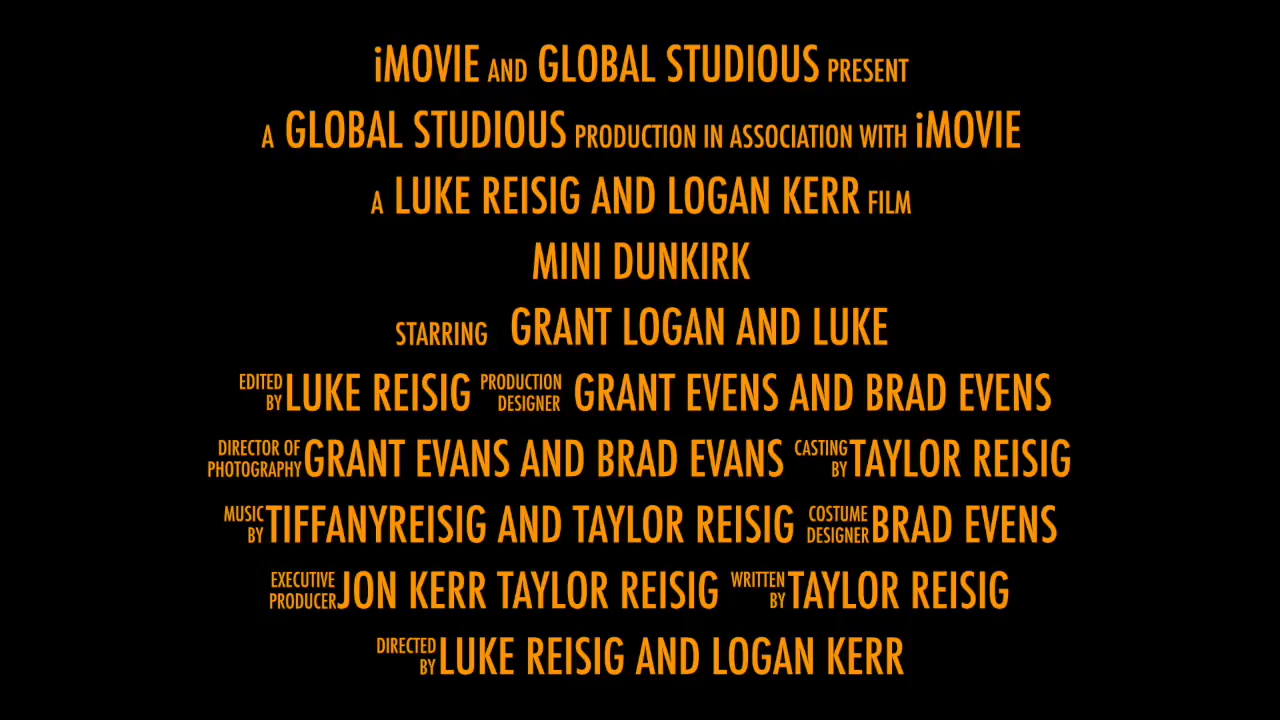 iMOVIE AND GLOBAL STUDIOUS PRESENT
A GLOBAL STUDIOUS PRODUCTION IN ASSOCIATION WITH iMOVIE
A LUKE REISIG AND LOGAN KERR FILM
MINI DUNKIRK
STARRING GRANT LOGAN AND LUKE
EDITED BY LUKE REISIG PRODUCTION DESIGNER GRANT EVENS AND BRAD EVENS
DIRECTOR OF PHOTOGRAPHY GRANT EVANS AND BRAD EVANS CASTING BY TAYLOR REISIG
MUSIC BY TIFFANYREISIG AND TAYLOR REISIG COSTUME DESIGNER BRAD EVENS
EXECUTIVE PRODUCER JON KERR TAYLOR REISIG WRITTEN BY TAYLOR REISIG
DIRECTED BY LUKE REISIG AND LOGAN KERR